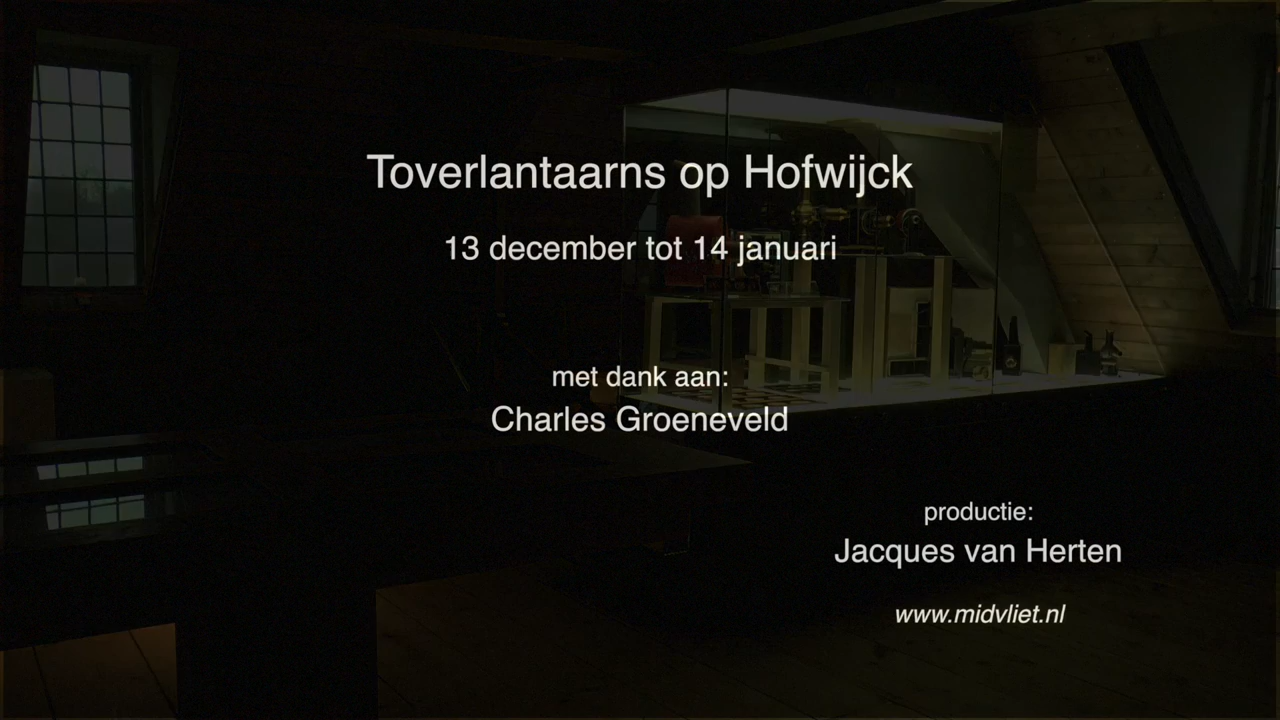 Toverlantaarns op Hofwijck
13 december tot 14 januari
met dank aan:
Charles Groeneveld
productie:
Jacques van Herten
www.midvliet.nl